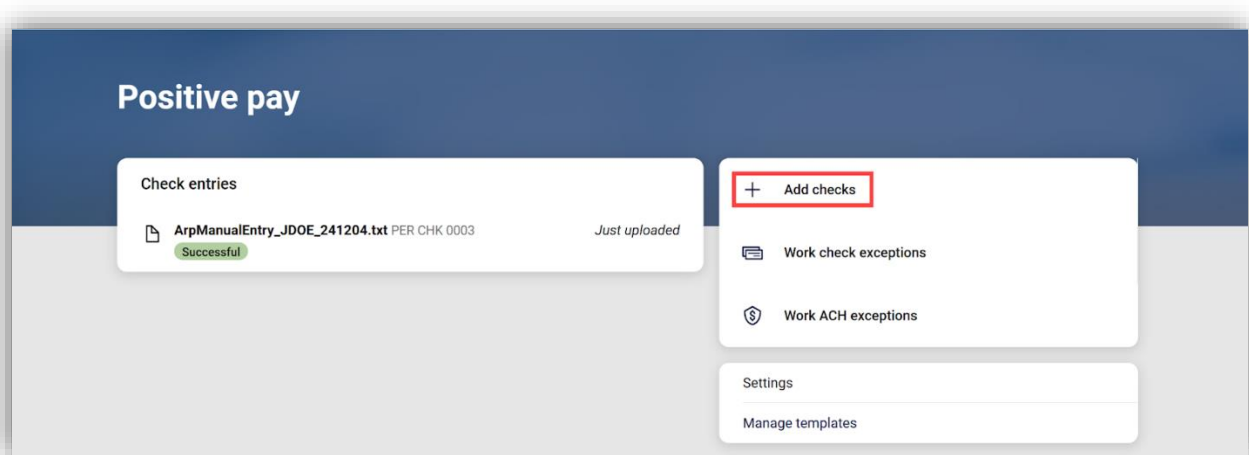 Positive pay
Check entries
ArpManualEntry_JDOE_241204.txt PER CHK 0003 Just uploaded
Successful
Add checks
Work check exceptions
Work ACH exceptions
Settings
Manage templates